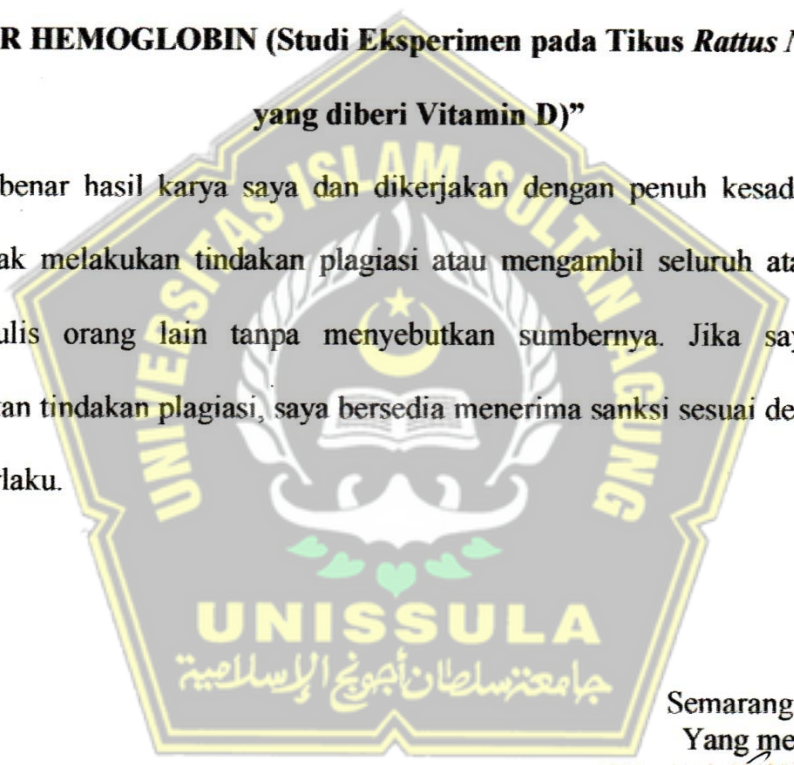 R HEMOGLOBIN (Studi Eksperimen pada Tikus Rattus
yang diberi Vitamin D)”
benar hasil karya saya dan dikerjakan dengan penuh kesad
ak melakukan tindakan plagiasi atau mengambil seluruh ata
ulis orang lain tanpa menyebutkan sumbernya. Jika say
tan tindakan plagiasi, saya bersedia menerima sanksi sesuai de
rlaku.
UNIVERSITAS ISLAM SULTAN AGUNG
UNISSULA
جامعة سلطان أجونج الإسلامية
Semarang
Yang me